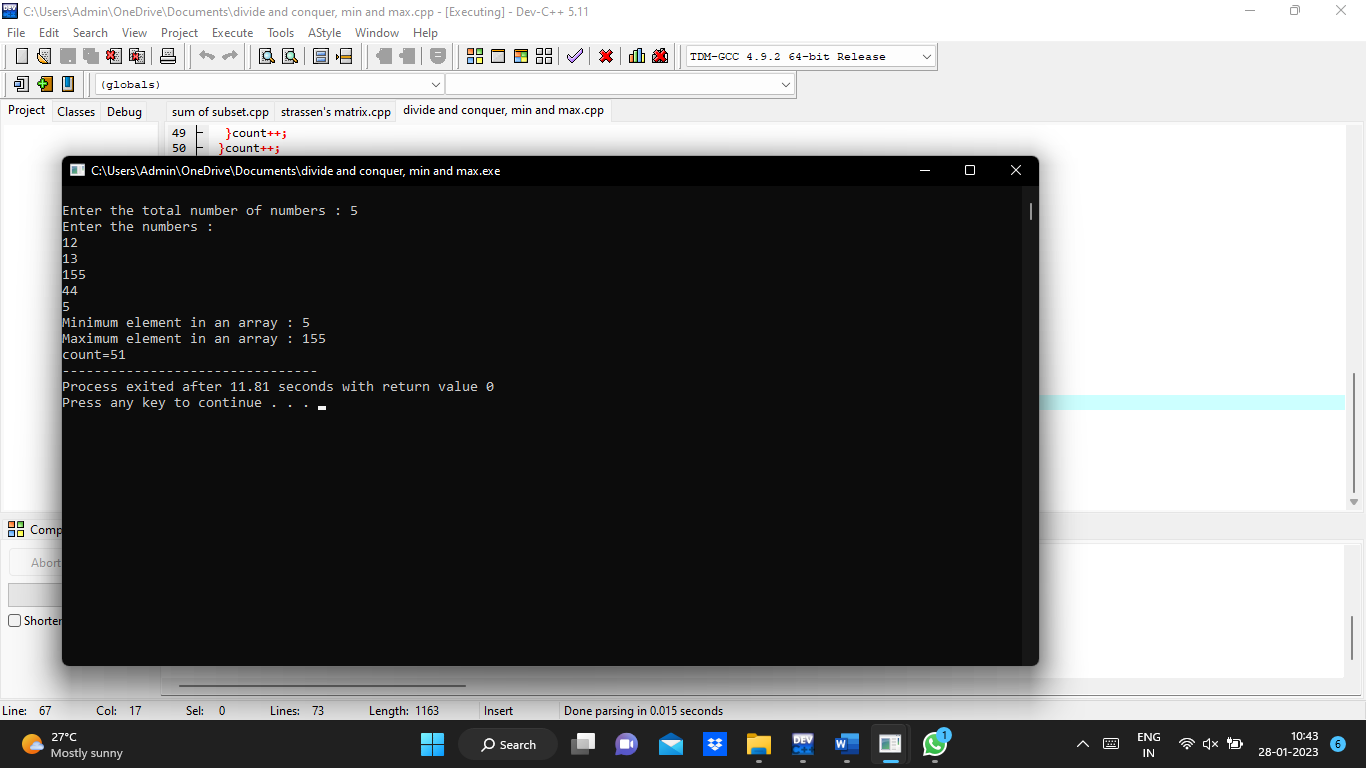 C:\Users\Admin\OneDrive\Documents\divide and conquer, min and max.cpp - [Executing] - Dev-C++ 5.11
File Edit Search View Project Execute Tools AStyle Window Help
TDM-GCC 4.9.2 64-bit Release
(globals)
Project Classes Debug sum of subset.cpp strassen's matrix.cpp divide and conquer, min and max.cpp
49 }count++;
50 }count++;
C:\Users\Admin\OneDrive\Documents\divide and conquer, min and max.exe
Enter the total number of numbers : 5
Enter the numbers :
12
13
155
44
5
Minimum element in an array : 5
Maximum element in an array : 155
count=51
--------------------------------
Process exited after 11.81 seconds with return value 0
Press any key to continue . . .
Comp
Abort
Shorter
Line: 67 Col: 17 Sel: 0 Lines: 73 Length: 1163 Insert Done parsing in 0.015 seconds
27°C
Mostly sunny
Search
DEV
W
1
ENG
IN
10:43
28-01-2023
6